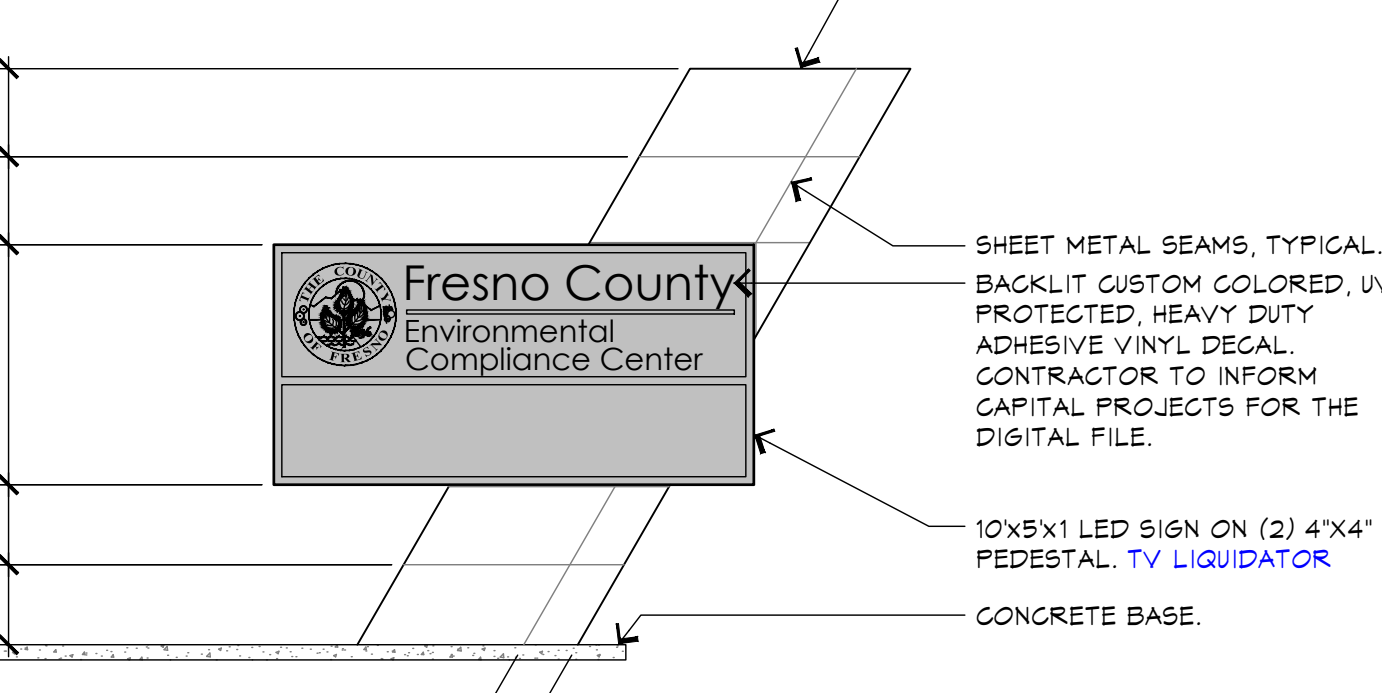 THE COUNTY
OF FRESNO
Fresno County
Environmental
Compliance Center
SHEET METAL SEAMS, TYPICAL.
BACKLIT CUSTOM COLORED, UV
PROTECTED, HEAVY DUTY
ADHESIVE VINYL DECAL.
CONTRACTOR TO INFORM
CAPITAL PROJECTS FOR THE
DIGITAL FILE.
10'x5'x1 LED SIGN ON (2) 4"X4"
PEDESTAL. TV LIQUIDATOR
CONCRETE BASE.